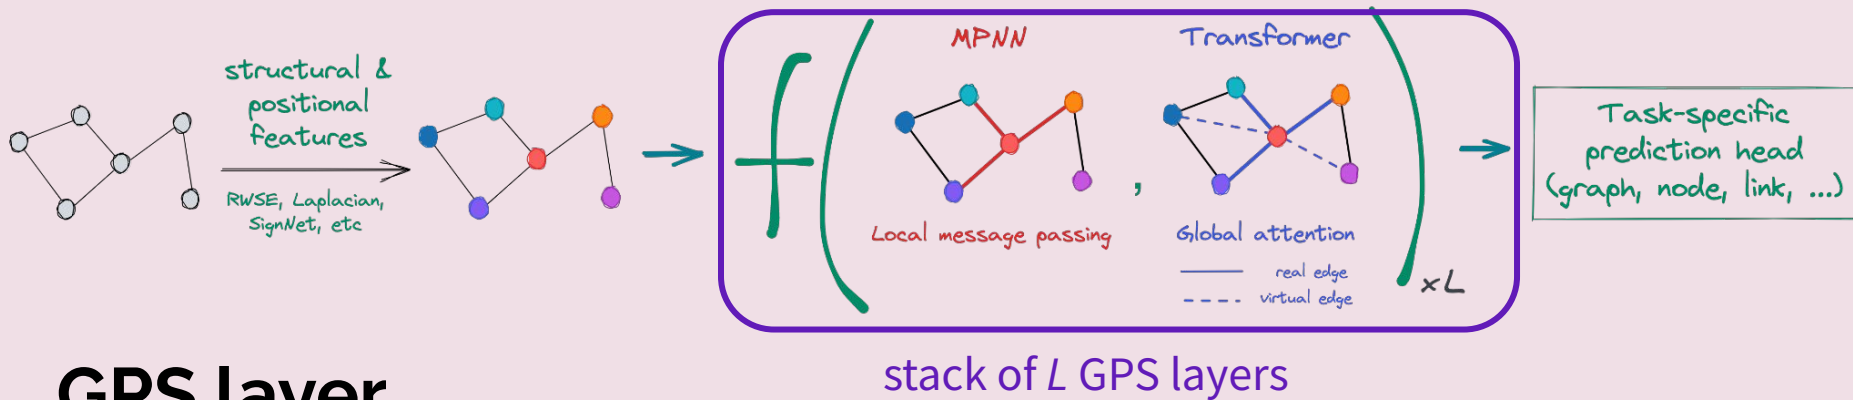 structural &
positional
features
RWSE, Laplacian,
SignNet, etc
f
(
MPNN
Local message passing
,
Transformer
Global attention
real edge
virtual edge
)
×L
Task-specific
prediction head
(graph, node, link, ...)
stack of L GPS layers
GPS layer